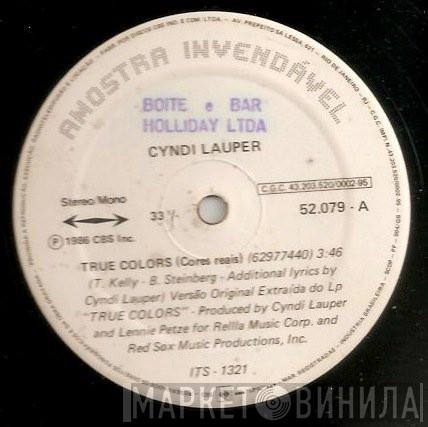 AMOSTRA INVENDÁVEL
BOITE e BAR
HOLLIDAY LTDA
CYNDI LAUPER
C.G.C. 43.203.520/0002-95
Stereo Mono
33
52.079 - A
Ⓟ 1986 CBS Inc.
TRUE COLORS (Cores reais) (62977440) 3:46
(T. Kelly - B. Steinberg - Additional lyrics by
Cyndi Lauper) Versão Original Extraída do Lp
"TRUE COLORS" - Produced by Cyndi Lauper
and Lennie Petze for Rellla Music Corp. and
Red Sox Music Productions, Inc.
ITS - 1321
МАРКЕТ ВИНИЛА